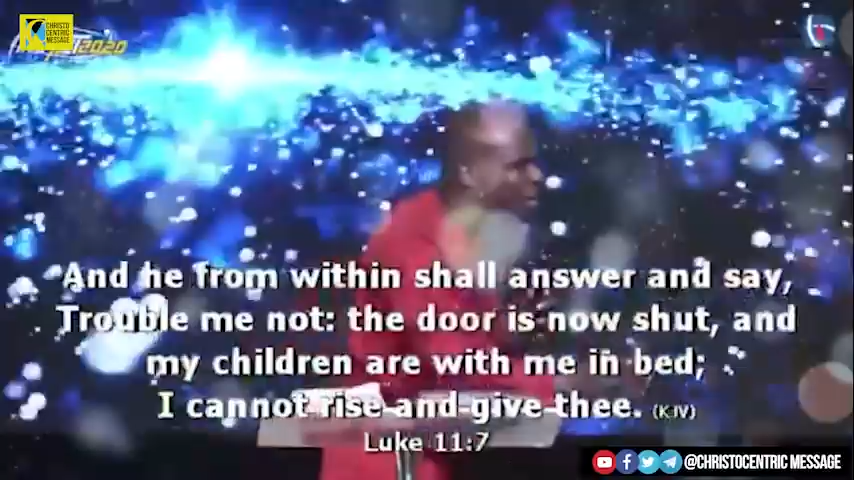 CHRISTO
CENTRIC
MESSAGE
2020
And he from within shall answer and say,
Trouble me not: the door is now shut, and
my children are with me in bed;
I cannot rise and give thee. (KJV)
Luke 11:7
@CHRISTOCENTRIC MESSAGE